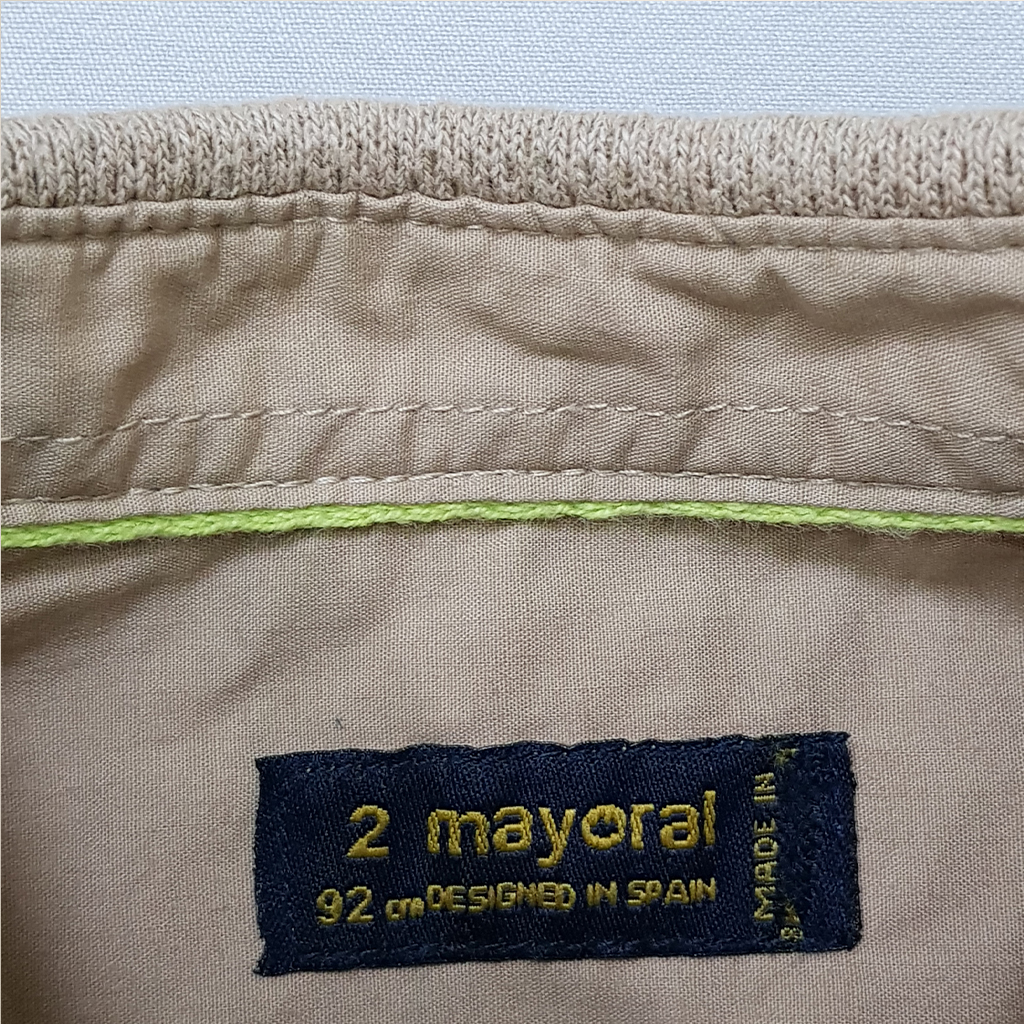 2 mayoral
92 cm DESIGNED IN SPAIN
MADE IN